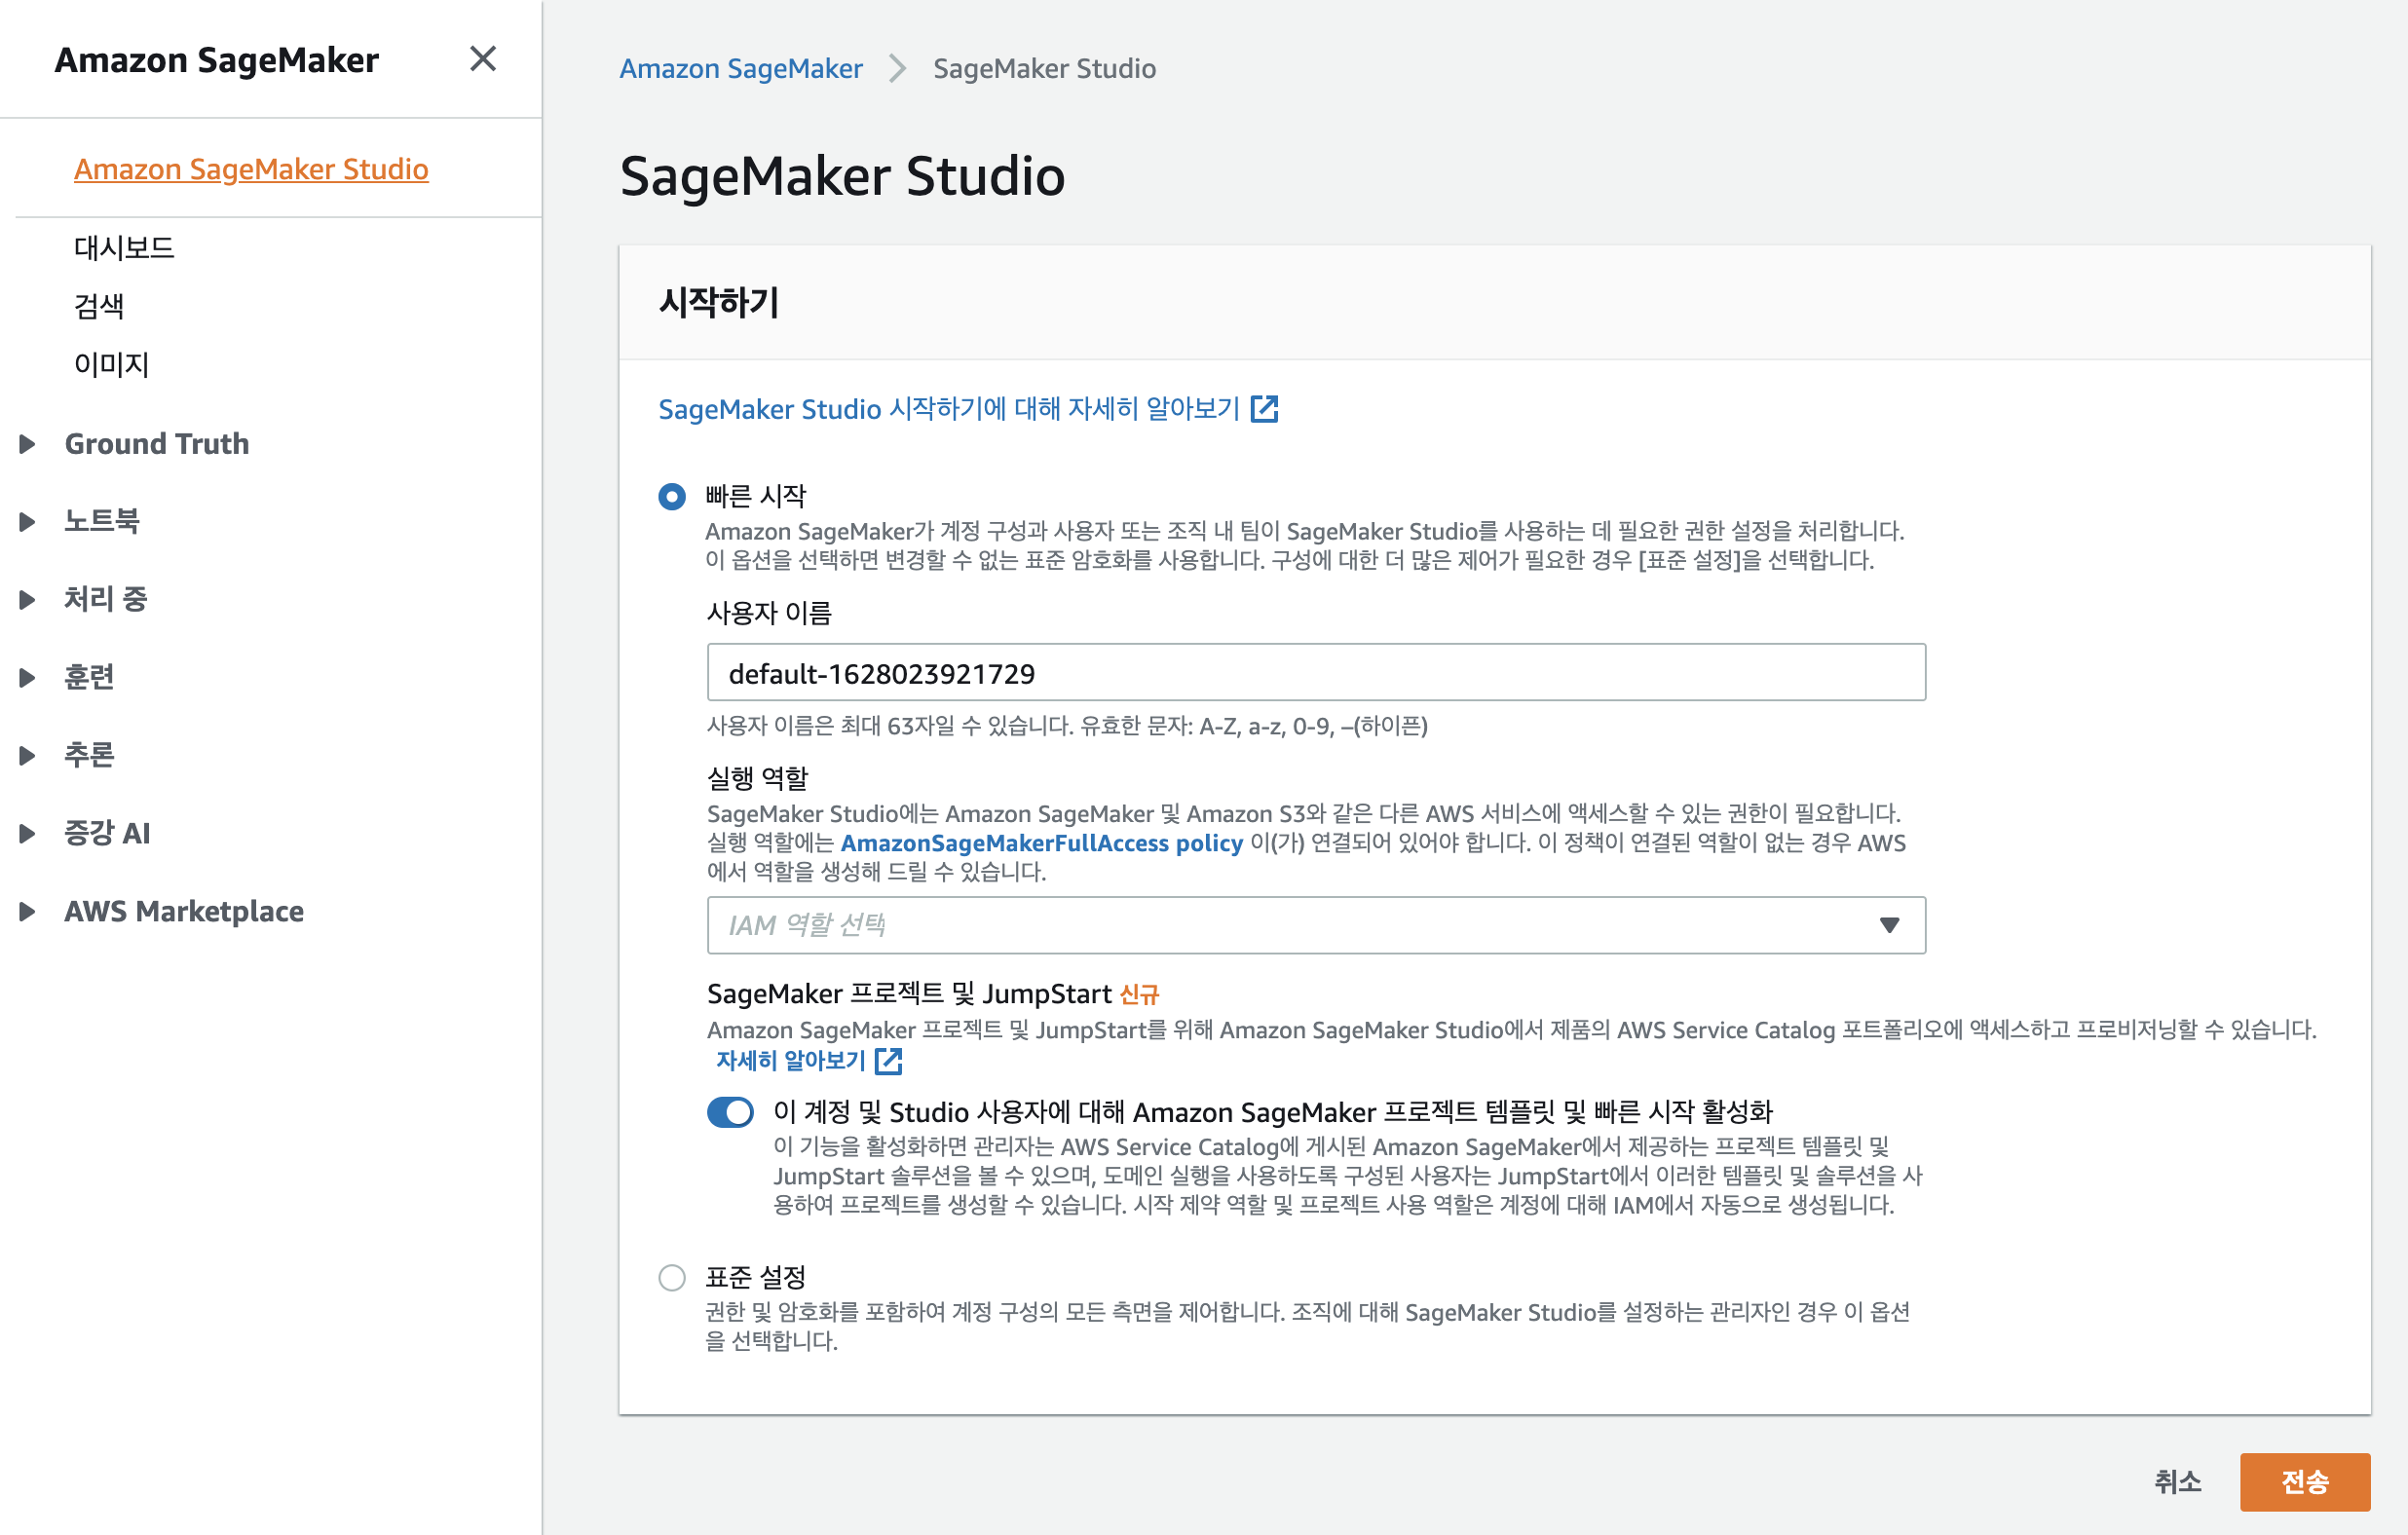 Amazon SageMaker
Amazon SageMaker Studio
대시보드
검색
이미지
Ground Truth
노트북
처리 중
훈련
추론
증강 AI
AWS Marketplace
Amazon SageMaker
SageMaker Studio
SageMaker Studio
시작하기
SageMaker Studio 시작하기에 대해 자세히 알아보기
빠른 시작
Amazon SageMaker가 계정 구성과 사용자 또는 조직 내 팀이 SageMaker Studio를 사용하는 데 필요한 권한 설정을 처리합니다.
이 옵션을 선택하면 변경할 수 없는 표준 암호화를 사용합니다. 구성에 대한 더 많은 제어가 필요한 경우 [표준 설정]을 선택합니다.
사용자 이름
default-1628023921729
사용자 이름은 최대 63자일 수 있습니다. 유효한 문자: A-Z, a-z, 0-9, –(하이픈)
실행 역할
SageMaker Studio에는 Amazon SageMaker 및 Amazon S3와 같은 다른 AWS 서비스에 액세스할 수 있는 권한이 필요합니다.
실행 역할에는 AmazonSageMakerFullAccess policy 이(가) 연결되어 있어야 합니다. 이 정책이 연결된 역할이 없는 경우 AWS
에서 역할을 생성해 드릴 수 있습니다.
IAM 역할 선택
SageMaker 프로젝트 및 JumpStart 신규
Amazon SageMaker 프로젝트 및 JumpStart를 위해 Amazon SageMaker Studio에서 제품의 AWS Service Catalog 포트폴리오에 액세스하고 프로비저닝할 수 있습니다.
자세히 알아보기
이 계정 및 Studio 사용자에 대해 Amazon SageMaker 프로젝트 템플릿 및 빠른 시작 활성화
이 기능을 활성화하면 관리자는 AWS Service Catalog에 게시된 Amazon SageMaker에서 제공하는 프로젝트 템플릿 및
JumpStart 솔루션을 볼 수 있으며, 도메인 실행을 사용하도록 구성된 사용자는 JumpStart에서 이러한 템플릿 및 솔루션을 사
용하여 프로젝트를 생성할 수 있습니다. 시작 제약 역할 및 프로젝트 사용 역할은 계정에 대해 IAM에서 자동으로 생성됩니다.
표준 설정
권한 및 암호화를 포함하여 계정 구성의 모든 측면을 제어합니다. 조직에 대해 SageMaker Studio를 설정하는 관리자인 경우 이 옵션
을 선택합니다.
취소
전송